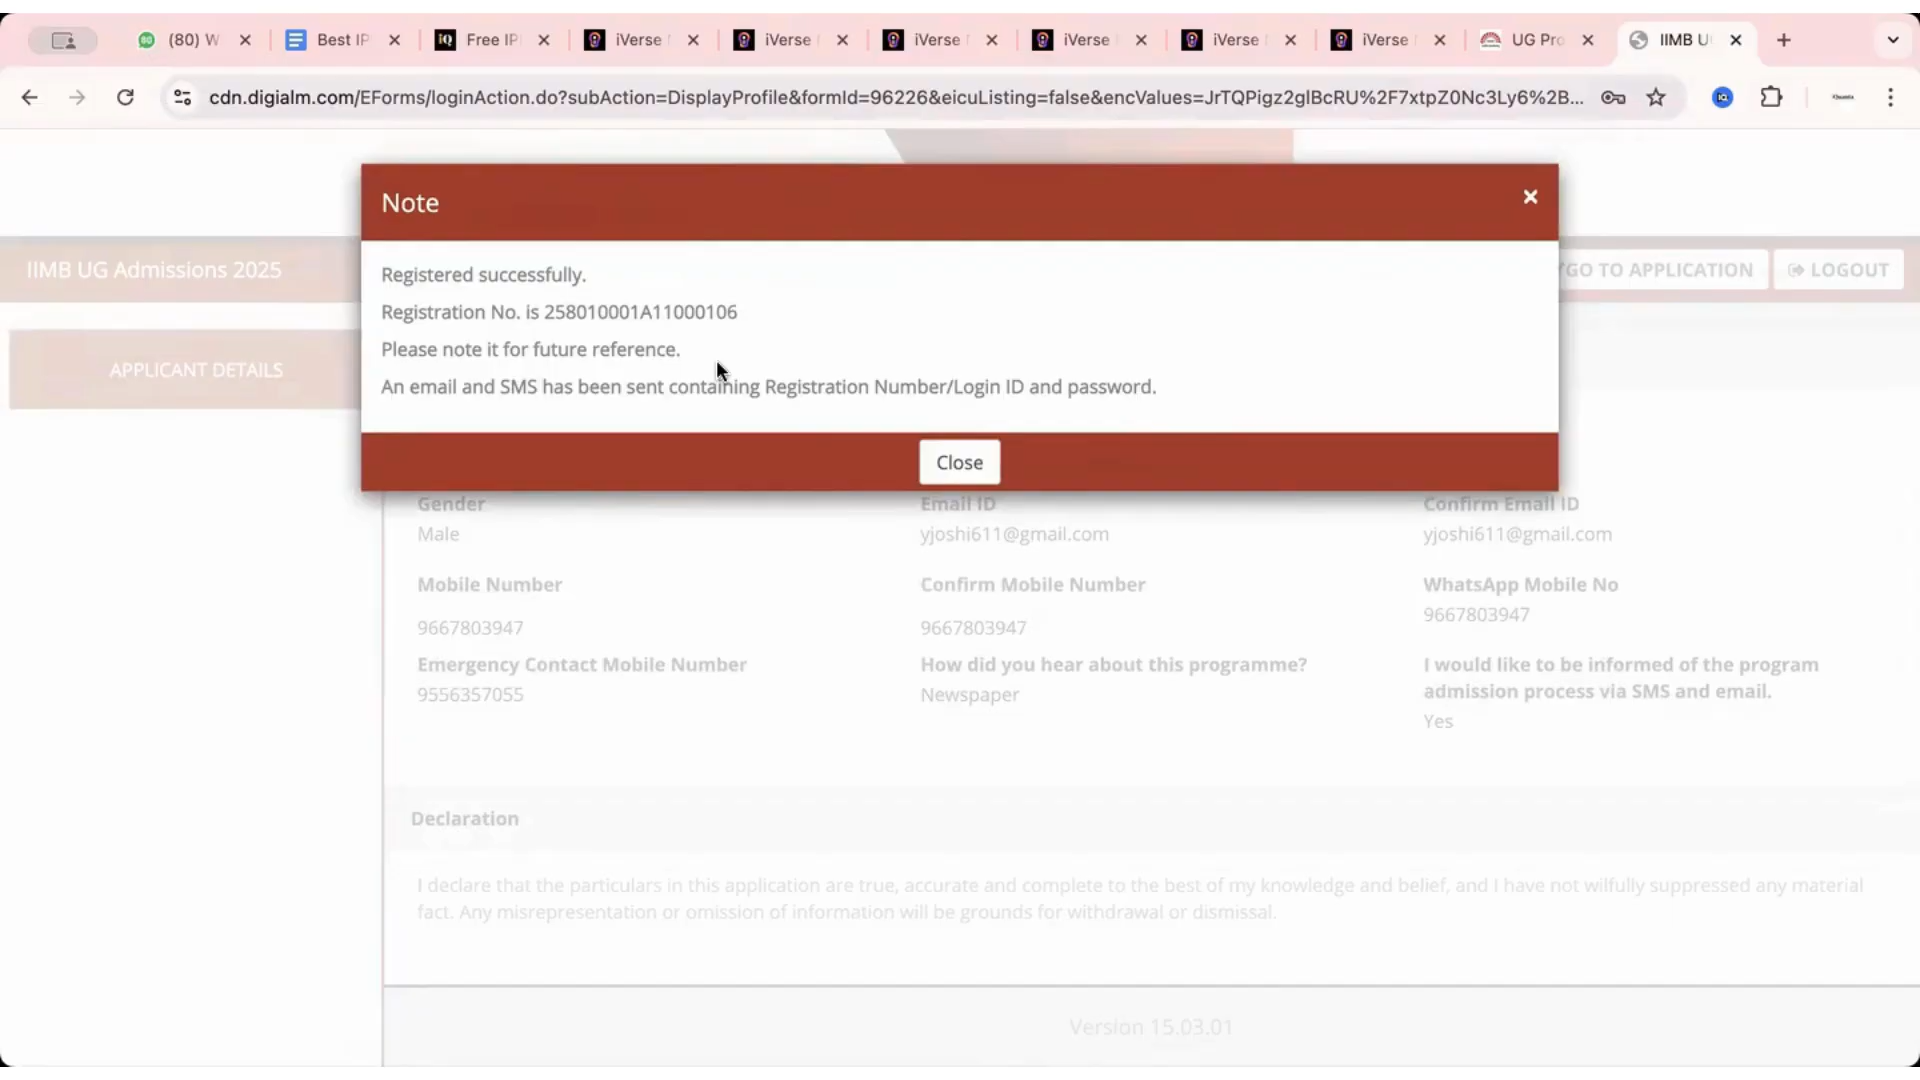 (80) W
Best IP
Free IP
iVerse
iVerse
iVerse
iVerse
iVerse
iVerse
UG Pro
IIMB U
cdn.digialm.com/EForms/loginAction.do?subAction=DisplayProfile&formId=96226&eicuListing=false&encValues=JrTQPigz2glBcRU%2F7xtpZ0Nc3Ly6%2B...
Note
Registered successfully.
Registration No. is 258010001A11000106
Please note it for future reference.
An email and SMS has been sent containing Registration Number/Login ID and password.
Close
IIMB UG Admissions 2025
GO TO APPLICATION
LOGOUT
APPLICANT DETAILS
Gender
Male
Email ID
yjoshi611@gmail.com
Confirm Email ID
yjoshi611@gmail.com
Mobile Number
9667803947
Confirm Mobile Number
9667803947
WhatsApp Mobile No
9667803947
Emergency Contact Mobile Number
9556357055
How did you hear about this programme?
Newspaper
I would like to be informed of the program
admission process via SMS and email.
Yes
Declaration
I declare that the particulars in this application are true, accurate and complete to the best of my knowledge and belief, and I have not wilfully suppressed any material
fact. Any misrepresentation or omission of information will be grounds for withdrawal or dismissal.
Version 15.03.01